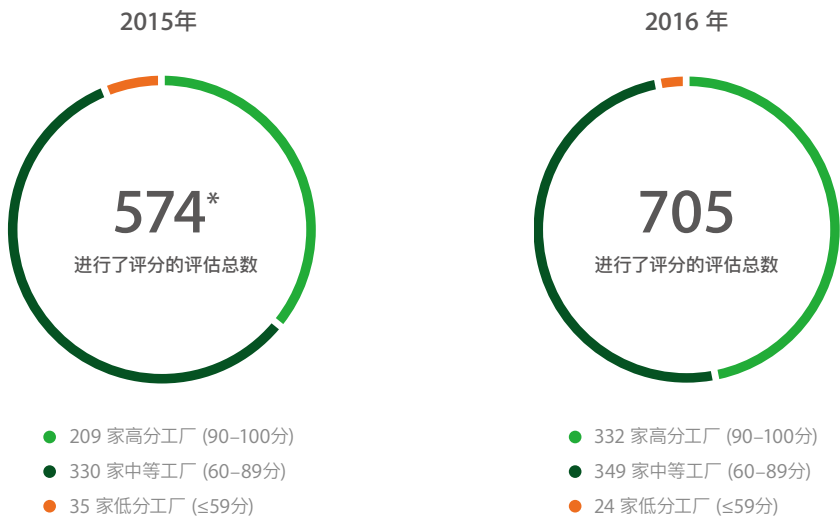 2015年
574*
进行了评分的评估总数
209 家高分工厂 (90–100分)
330 家中等工厂 (60–89分)
35 家低分工厂 (≤59分)
2016 年
705
进行了评分的评估总数
332 家高分工厂 (90–100分)
349 家中等工厂 (60–89分)
24 家低分工厂 (≤59分)